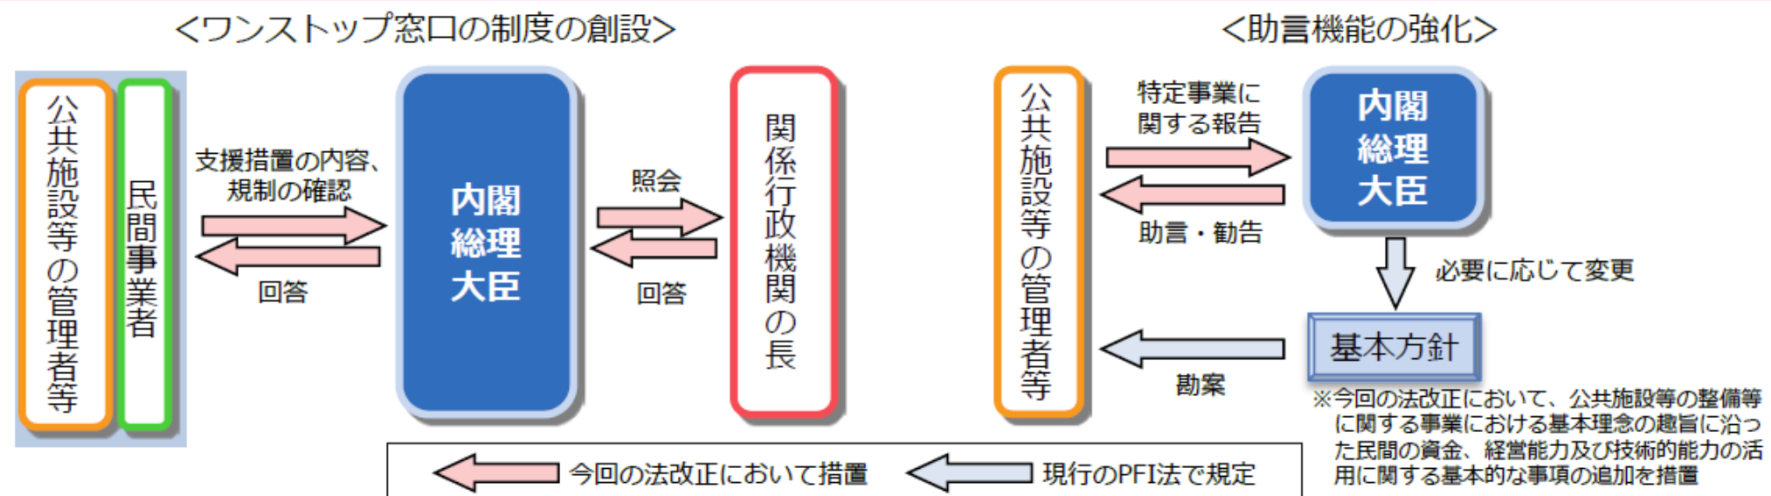 ＜ワンストップ窓口の制度の創設＞
公共施設等の管理者等
民間事業者
支援措置の内容、
規制の確認
回答
内閣
総理
大臣
照会
回答
関係行政機関の長
＜助言機能の強化＞
公共施設等の管理者等
特定事業に
関する報告
助言・勧告
内閣
総理
大臣
必要に応じて変更
基本方針
勘案
※今回の法改正において、公共施設等の整備等
に関する事業における基本理念の趣旨に沿っ
た民間の資金、経営能力及び技術的能力の活
用に関する基本的な事項の追加を措置
今回の法改正において措置
現行のPFI法で規定